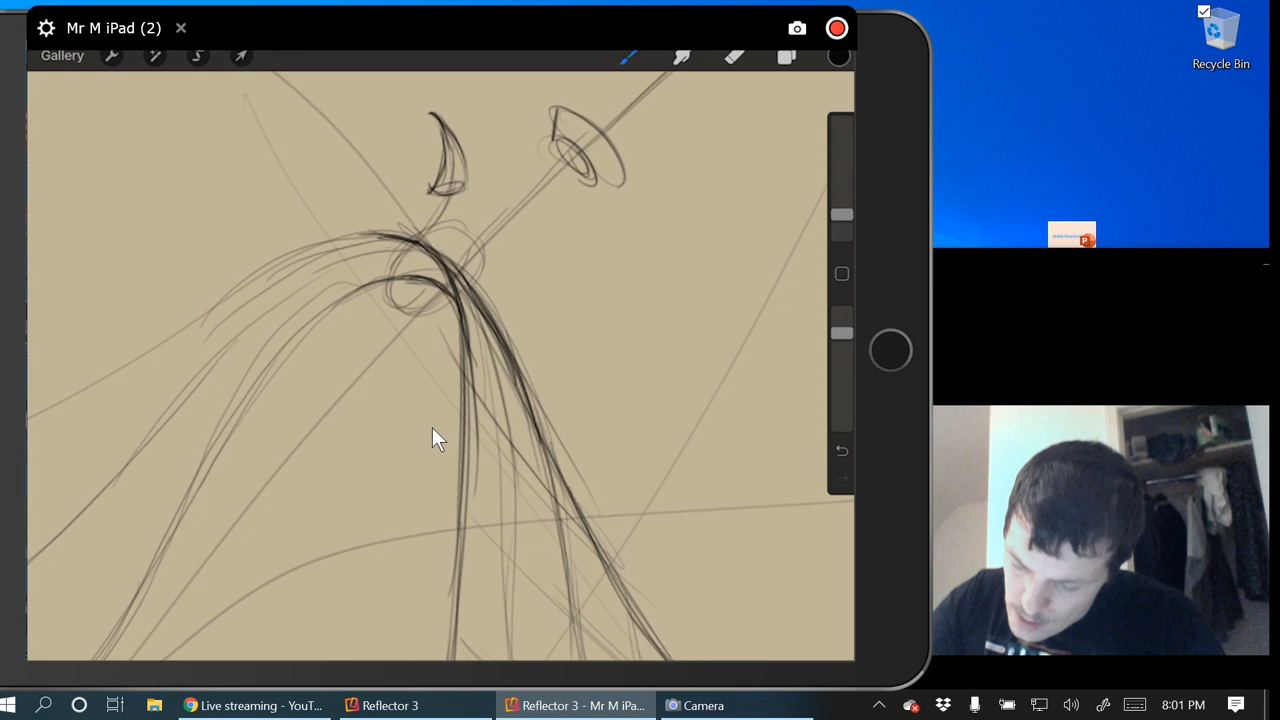 Mr M iPad (2)
Gallery
Recycle Bin
Live streaming - YouT...
Reflector 3
Reflector 3 - Mr M iPa...
Camera
8:01 PM